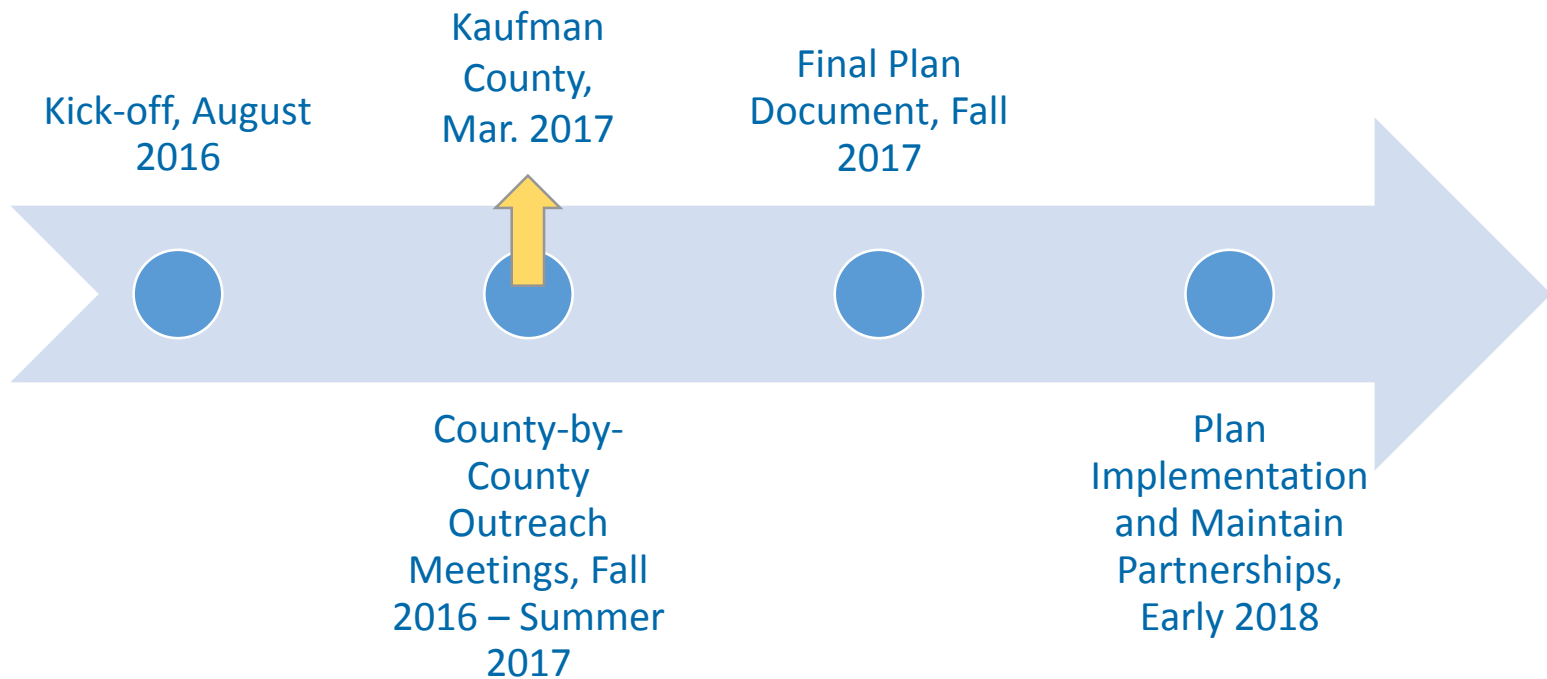 Kick-off, August
2016
Kaufman
County,
Mar. 2017
County-by-
County
Outreach
Meetings, Fall
2016 – Summer
2017
Final Plan
Document, Fall
2017
Plan
Implementation
and Maintain
Partnerships,
Early 2018